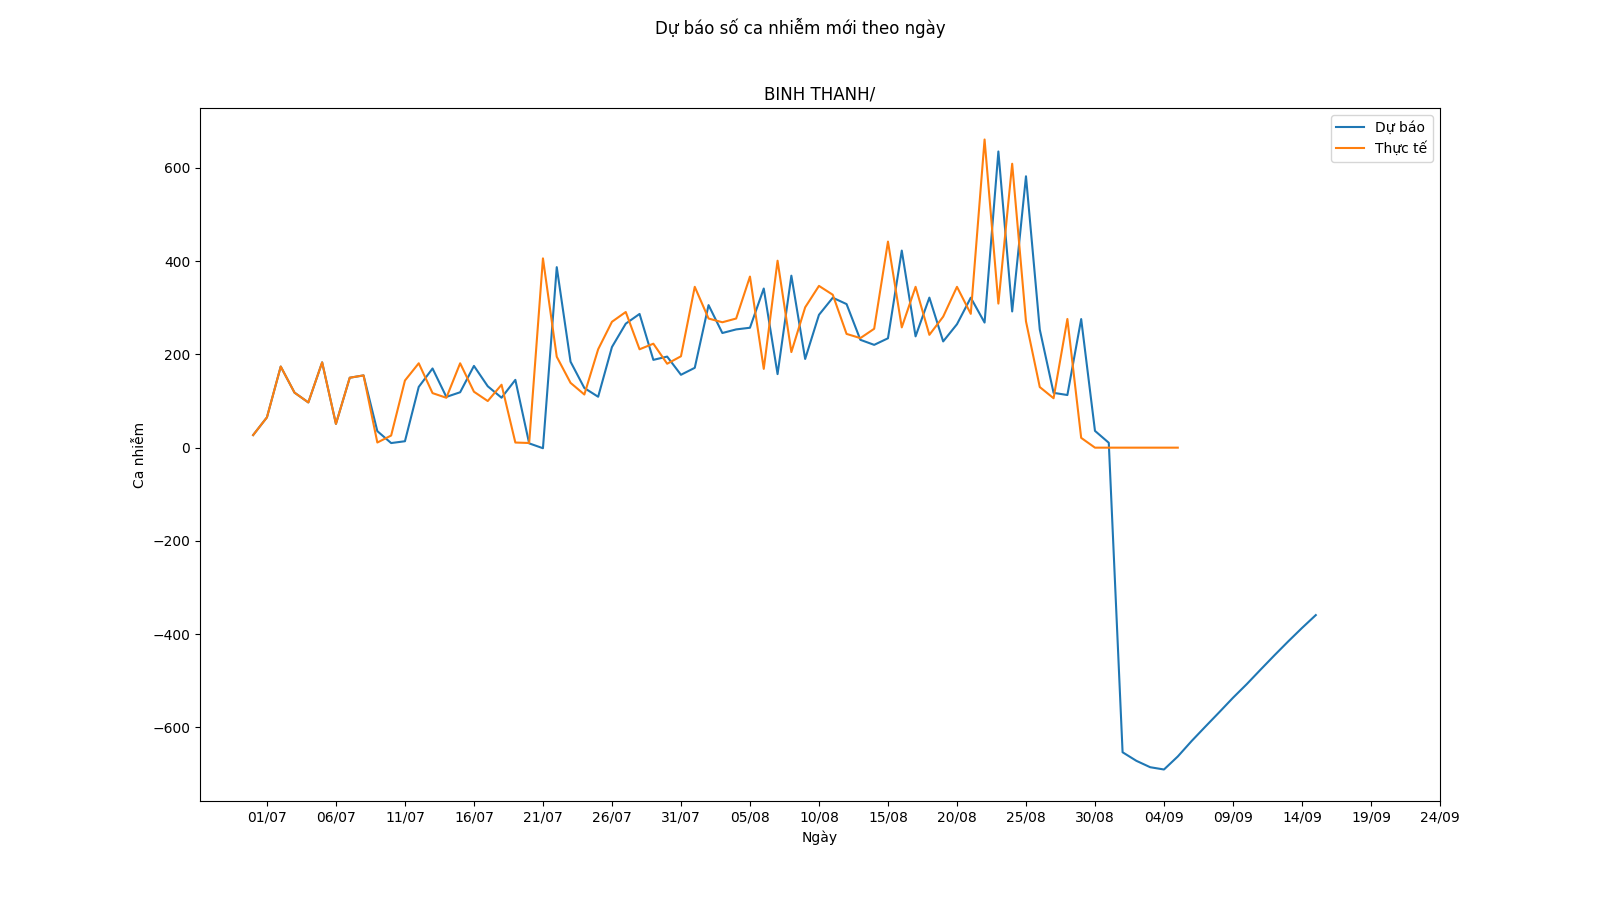 Dự báo số ca nhiễm mới theo ngày
BINH THANH/
Dự báo
Thực tế
600
400
200
0
−200
−400
−600
Ca nhiễm
01/07 06/07 11/07 16/07 21/07 26/07 31/07 05/08 10/08 15/08 20/08 25/08 30/08 04/09 09/09 14/09 19/09 24/09
Ngày